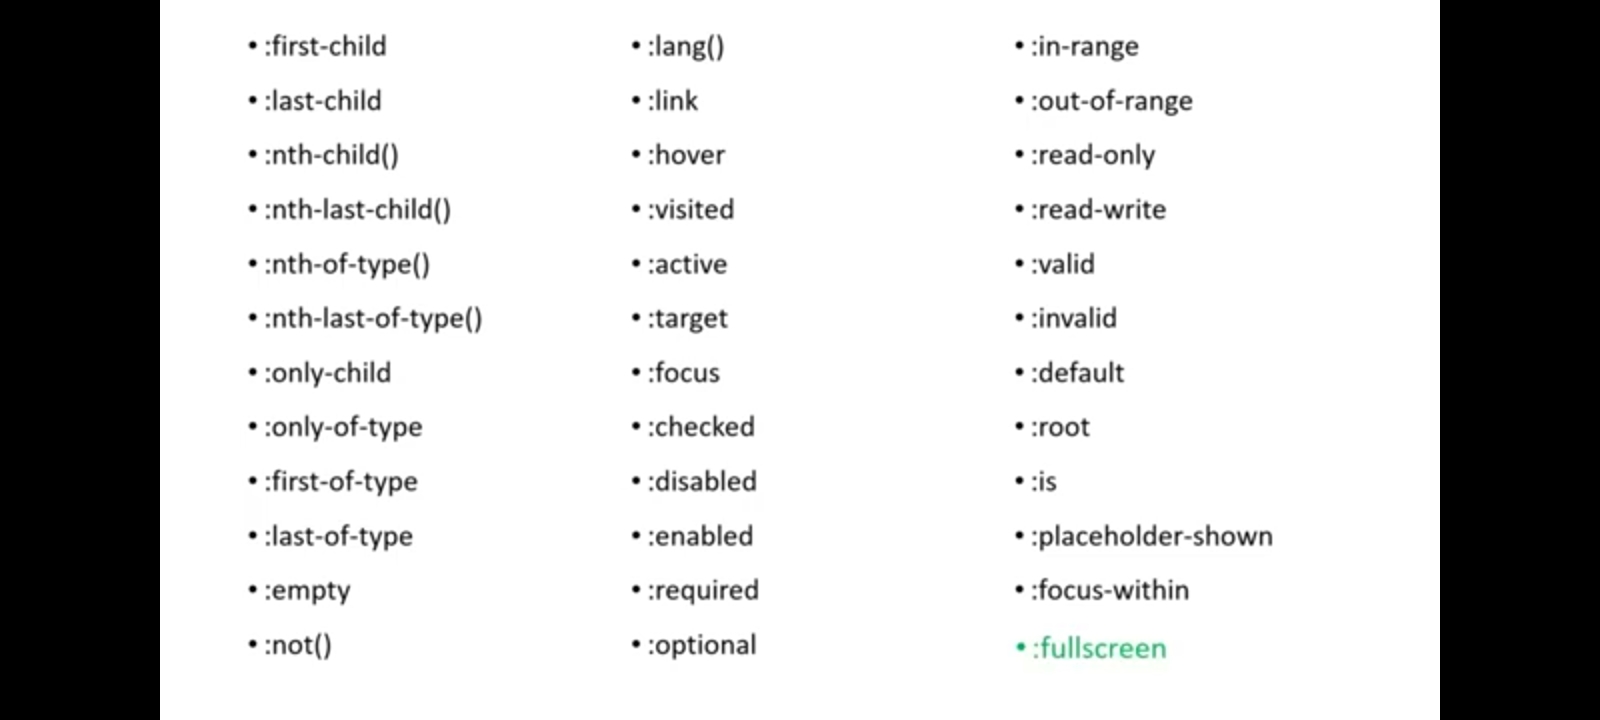 • :first-child
• :last-child
• :nth-child()
• :nth-last-child()
• :nth-of-type()
• :nth-last-of-type()
• :only-child
• :only-of-type
• :first-of-type
• :last-of-type
• :empty
• :not()
• :lang()
• :link
• :hover
• :visited
• :active
• :target
• :focus
• :checked
• :disabled
• :enabled
• :required
• :optional
• :in-range
• :out-of-range
• :read-only
• :read-write
• :valid
• :invalid
• :default
• :root
• :is
• :placeholder-shown
• :focus-within
• :fullscreen